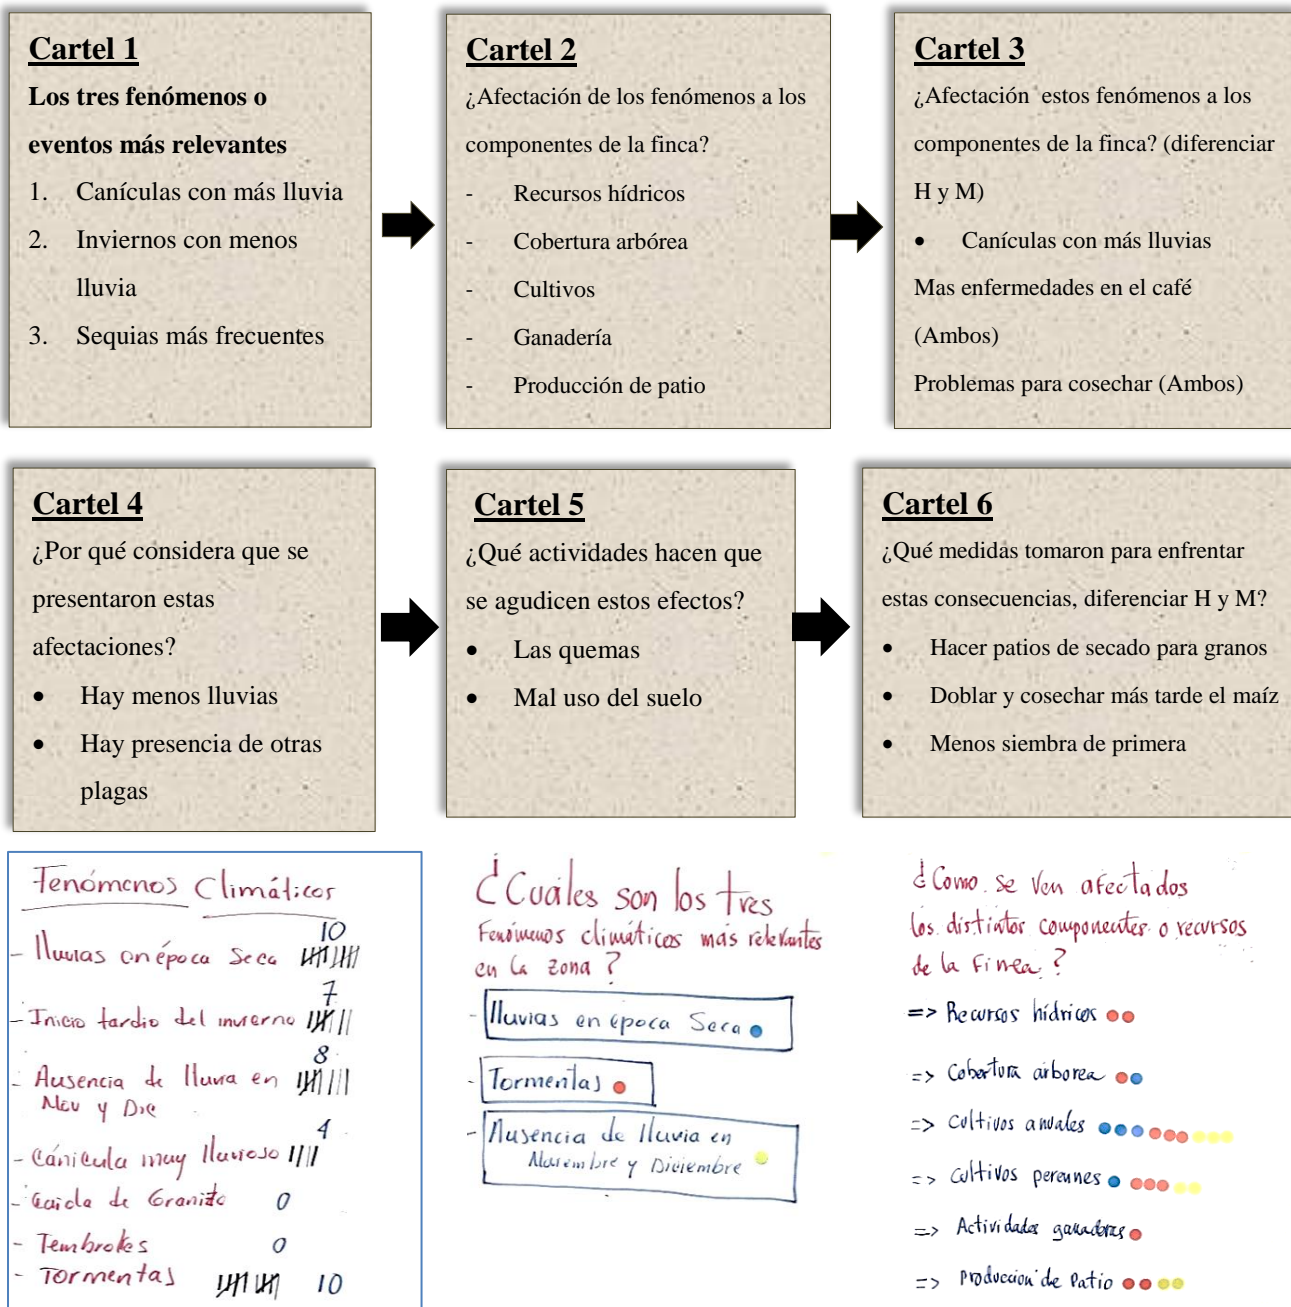 Cartel 1
Los tres fenómenos o
eventos más relevantes
1. Canículas con más lluvia
2. Inviernos con menos
lluvia
3. Sequias más frecuentes
Cartel 2
¿Afectación de los fenómenos a los
componentes de la finca?
- Recursos hídricos
- Cobertura arbórea
- Cultivos
- Ganadería
- Producción de patio
Cartel 3
¿Afectación estos fenómenos a los
componentes de la finca? (diferenciar
H y M)
• Canículas con más lluvias
Mas enfermedades en el café
(Ambos)
Problemas para cosechar (Ambos)
Cartel 4
¿Por qué considera que se
presentaron estas
afectaciones?
• Hay menos lluvias
• Hay presencia de otras
plagas
Cartel 5
¿Qué actividades hacen que
se agudicen estos efectos?
• Las quemas
• Mal uso del suelo
Cartel 6
¿Qué medidas tomaron para enfrentar
estas consecuencias, diferenciar H y M?
• Hacer patios de secado para granos
• Doblar y cosechar más tarde el maíz
• Menos siembra de primera
Fenómenos Climáticos
- lluvias en época Seca 10
- Inicio tardio del invierno 7
- Ausencia de lluvia en 8
Nov y Dic
- Cánicula muy lluvioso 4
- Caida de Granizo 0
- Temblores 0
- Tormentas 10
¿Cuáles son los tres
Fenómenos climáticos más relevantes
en la zona?
- lluvias en época Seca
- Tormentas
- Ausencia de lluvia en
Noviembre y Diciembre
¿Como se Ven afectados
los distintos componentes o recursos
de la Finca?
=> Recursos hídricos
=> Cobertura árborea
=> Cultivos anuales
=> Cultivos perennes
=> Actividades ganaderas
=> Produccion de Patio